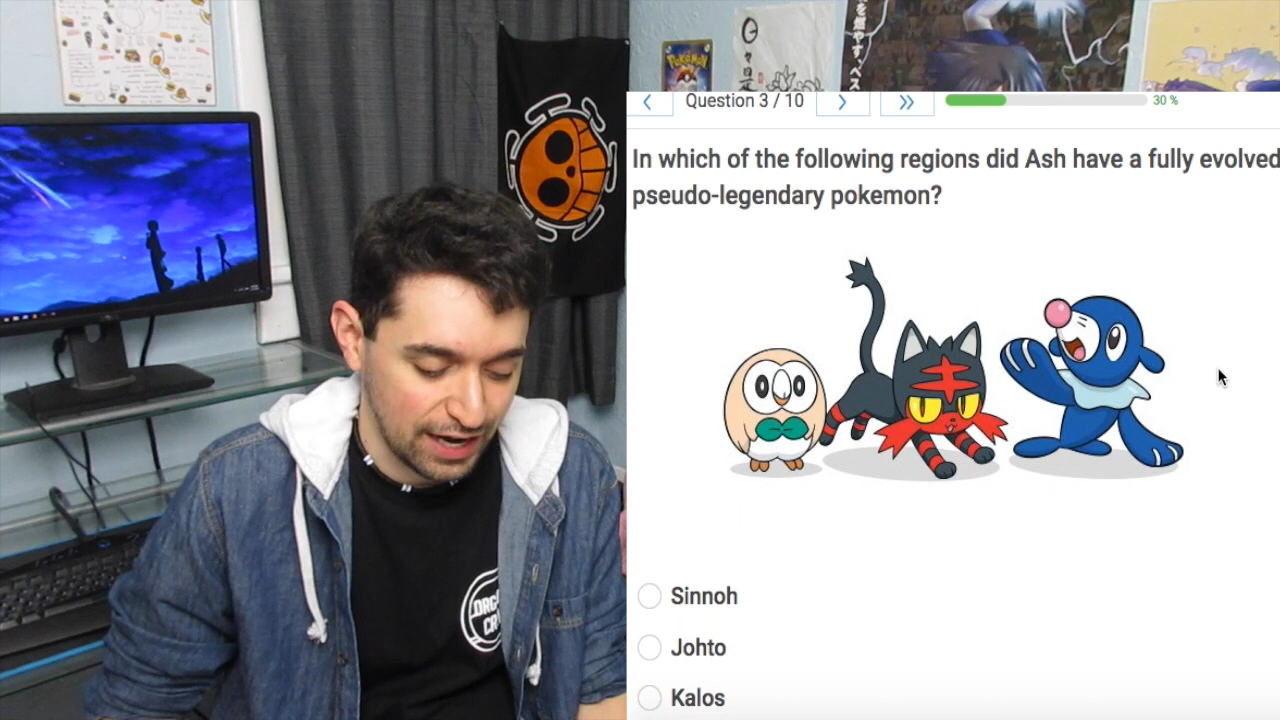 POKÉMON
Question 3 / 10
30 %
In which of the following regions did Ash have a fully evolved
pseudo-legendary pokemon?
Sinnoh
Johto
Kalos